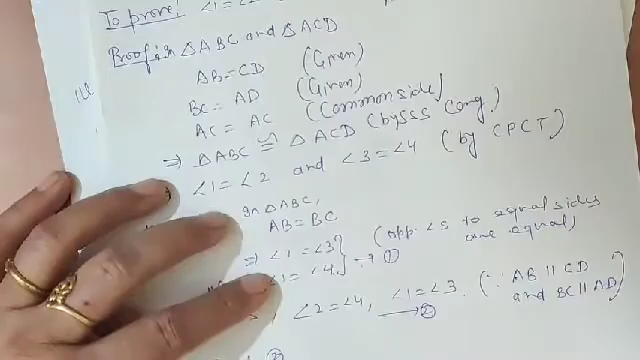 To prove: ∠1=∠2
Proof: in △ABC and △ACD
AB=CD (Given)
BC = AD (Given)
AC = AC (Common side)
⇒ △ABC ≅ △ACD (by SSS cong.)
∠1=∠2 and ∠3=∠4 (by CPCT)
In △ABC,
AB=BC
⇒ ∠1=∠3 (opp. ∠s to equal sides are equal)
∠1=∠4 } → ①
∠2=∠4, ∠1=∠3. (∵ AB || CD and BC || AD)
→ ②
②